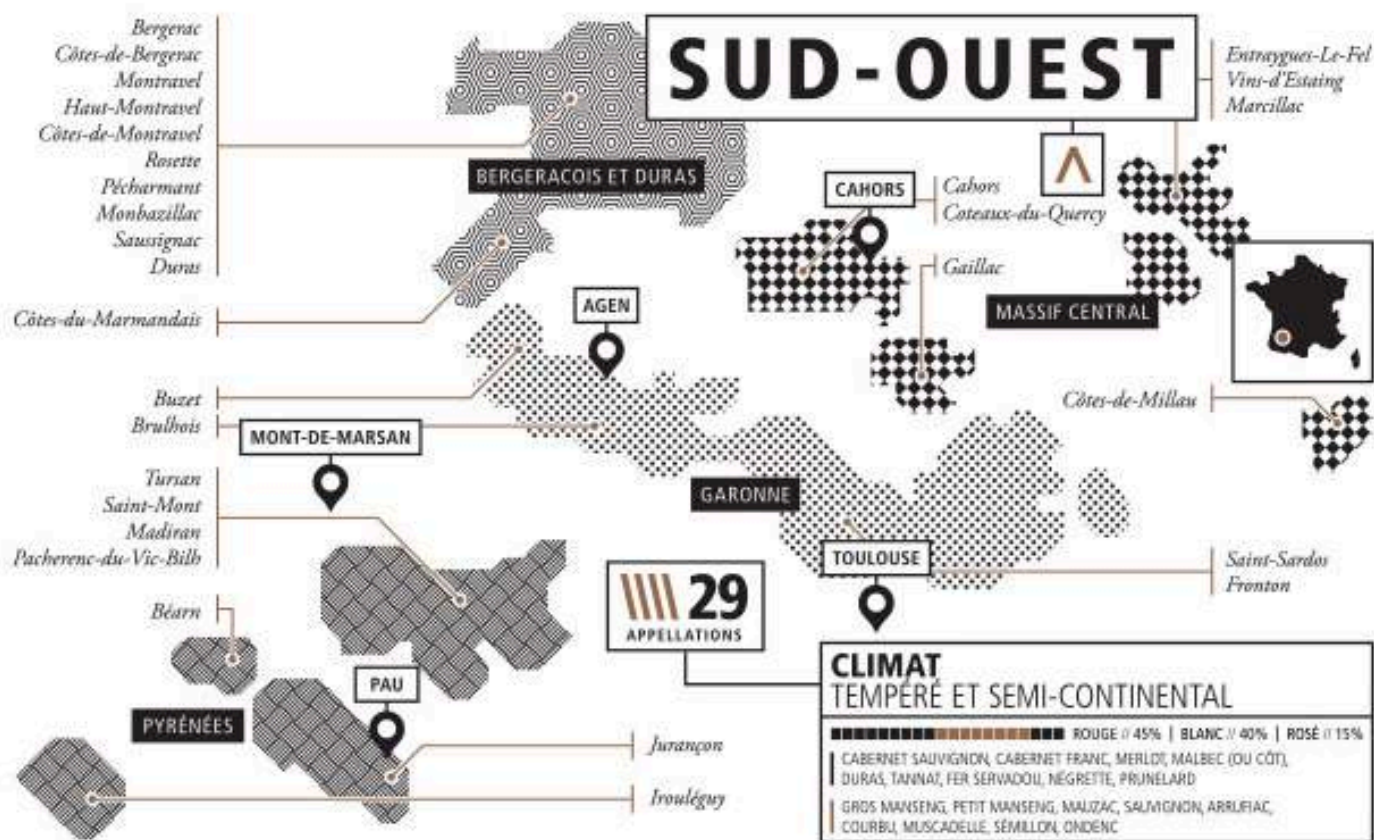 Bergerac
Côtes-de-Bergerac
Montravel
Haut-Montravel
Côtes-de-Montravel
Rosette
Pécharmant
Monbazillac
Saussignac
Duras
Côtes-du-Marmandais
Buzet
Brulhois
Tursan
Saint-Mont
Madiran
Pacherenc-du-Vic-Bilh
Béarn
SUD-OUEST
Entraygues-Le-Fel
Vins-d'Estaing
Marcillac
BERGERACOIS ET DURAS
CAHORS
Cahors
Coteaux-du-Quercy
Gaillac
MASSIF CENTRAL
AGEN
Côtes-de-Millau
MONT-DE-MARSAN
GARONNE
TOULOUSE
Saint-Sardos
Fronton
29
APPELLATIONS
PAU
PYRÉNÉES
Jurançon
Irouléguy
CLIMAT
TEMPÉRÉ ET SEMI-CONTINENTAL
ROUGE // 45% | BLANC // 40% | ROSÉ // 15%
CABERNET SAUVIGNON, CABERNET FRANC, MERLOT, MALBEC (OU CÔT),
DURAS, TANNAT, FER SERVADOU, NÉGRETTE, PRUNELARD
GROS MANSENG, PETIT MANSENG, MAUZAC, SAUVIGNON, ARRUFIAC,
COURBU, MUSCADELLE, SÉMILLON, ONDENC